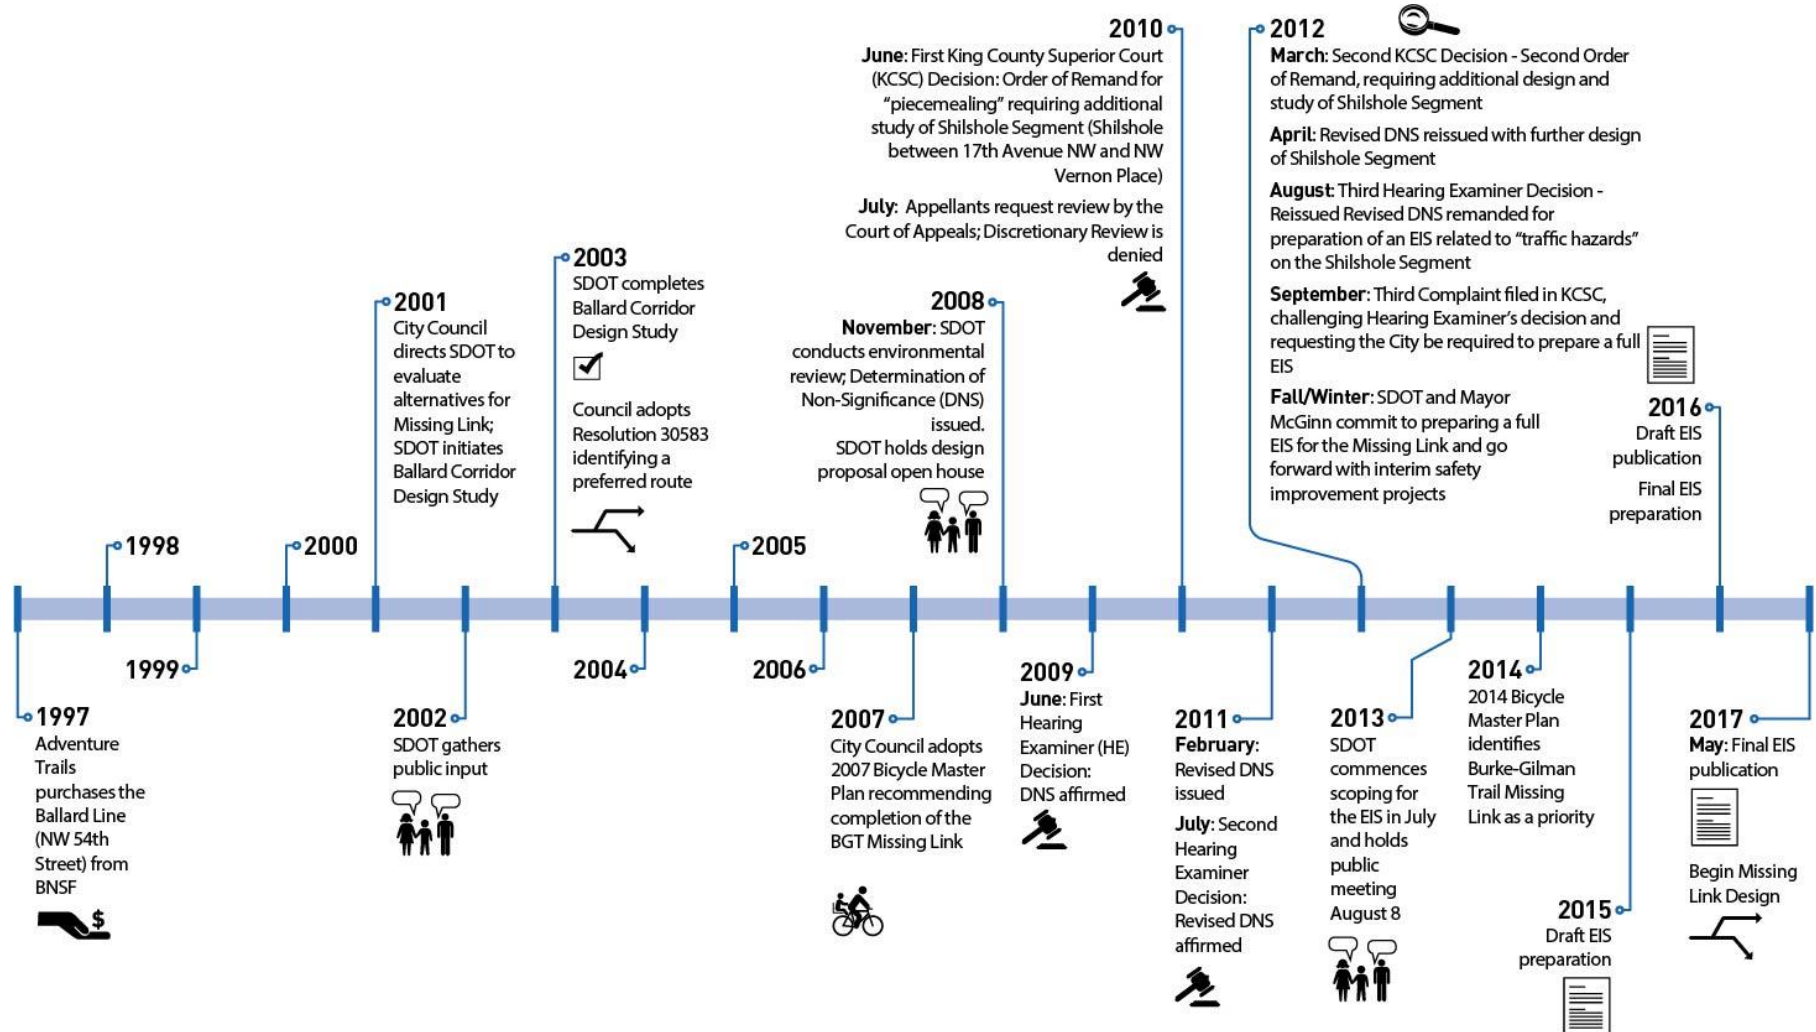 1997
Adventure
Trails
purchases the
Ballard Line
(NW 54th
Street) from
BNSF
$
1998
1999
2000
2001
City Council
directs SDOT to
evaluate
alternatives for
Missing Link;
SDOT initiates
Ballard Corridor
Design Study
2002
SDOT gathers
public input
2003
SDOT completes
Ballard Corridor
Design Study
Council adopts
Resolution 30583
identifying a
preferred route
2004
2005
2006
2007
City Council adopts
2007 Bicycle Master
Plan recommending
completion of the
BGT Missing Link
2008
November: SDOT
conducts environmental
review; Determination of
Non-Significance (DNS)
issued.
SDOT holds design
proposal open house
2009
June: First
Hearing
Examiner (HE)
Decision:
DNS affirmed
2010
June: First King County Superior Court
(KCSC) Decision: Order of Remand for
“piecemealing” requiring additional
study of Shilshole Segment (Shilshole
between 17th Avenue NW and NW
Vernon Place)
July: Appellants request review by the
Court of Appeals; Discretionary Review is
denied
2011
February:
Revised DNS
issued
July: Second
Hearing
Examiner
Decision:
Revised DNS
affirmed
2012
March: Second KCSC Decision - Second Order
of Remand, requiring additional design and
study of Shilshole Segment
April: Revised DNS reissued with further design
of Shilshole Segment
August: Third Hearing Examiner Decision -
Reissued Revised DNS remanded for
preparation of an EIS related to “traffic hazards”
on the Shilshole Segment
September: Third Complaint filed in KCSC,
challenging Hearing Examiner’s decision and
requesting the City be required to prepare a full
EIS
Fall/Winter: SDOT and Mayor
McGinn commit to preparing a full
EIS for the Missing Link and go
forward with interim safety
improvement projects
2013
SDOT
commences
scoping for
the EIS in July
and holds
public
meeting
August 8
2014
2014 Bicycle
Master Plan
identifies
Burke-Gilman
Trail Missing
Link as a priority
2015
Draft EIS
preparation
2016
Draft EIS
publication
Final EIS
preparation
2017
May: Final EIS
publication
Begin Missing
Link Design